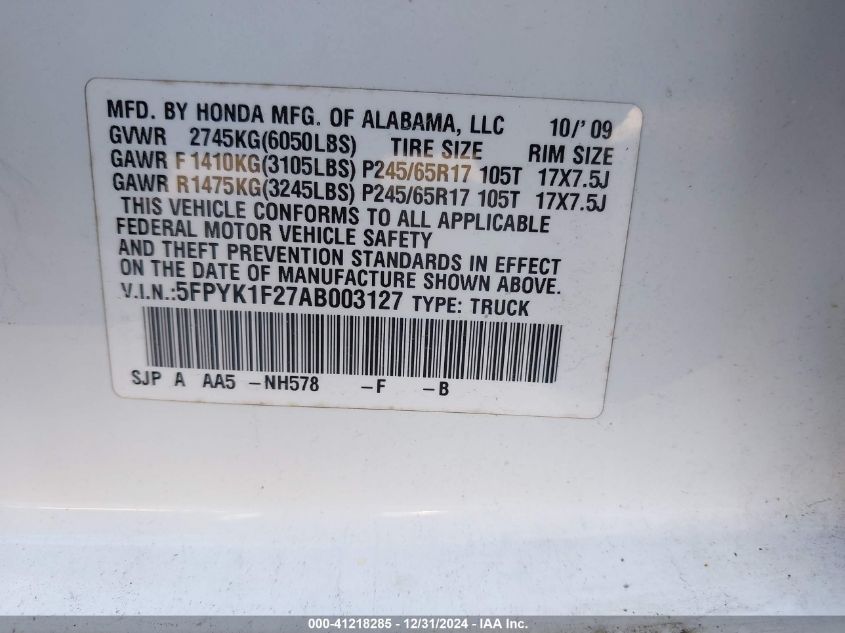 MFD. BY HONDA MFG. OF ALABAMA, LLC 10/'09
GVWR 2745KG(6050LBS) TIRE SIZE RIM SIZE
GAWR F 1410KG(3105LBS) P245/65R17 105T 17X7.5J
GAWR R1475KG(3245LBS) P245/65R17 105T 17X7.5J
THIS VEHICLE CONFORMS TO ALL APPLICABLE
FEDERAL MOTOR VEHICLE SAFETY
AND THEFT PREVENTION STANDARDS IN EFFECT
ON THE DATE OF MANUFACTURE SHOWN ABOVE.
V.I.N.:5FPYK1F27AB003127 TYPE: TRUCK
SJP A AA5 -NH578 -F -B
000-41218285 - 12/31/2024 - IAAI.COM